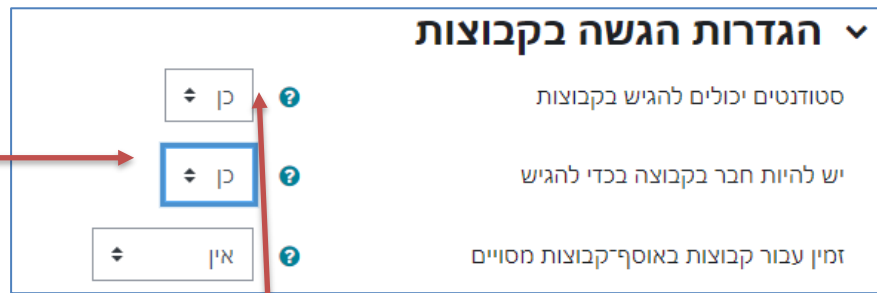 הגדרות הגשה בקבוצות
סטודנטים יכולים להגיש בקבוצות כן
יש להיות חבר בקבוצה בכדי להגיש כן
זמין עבור קבוצות באוסף־קבוצות מסויים אין